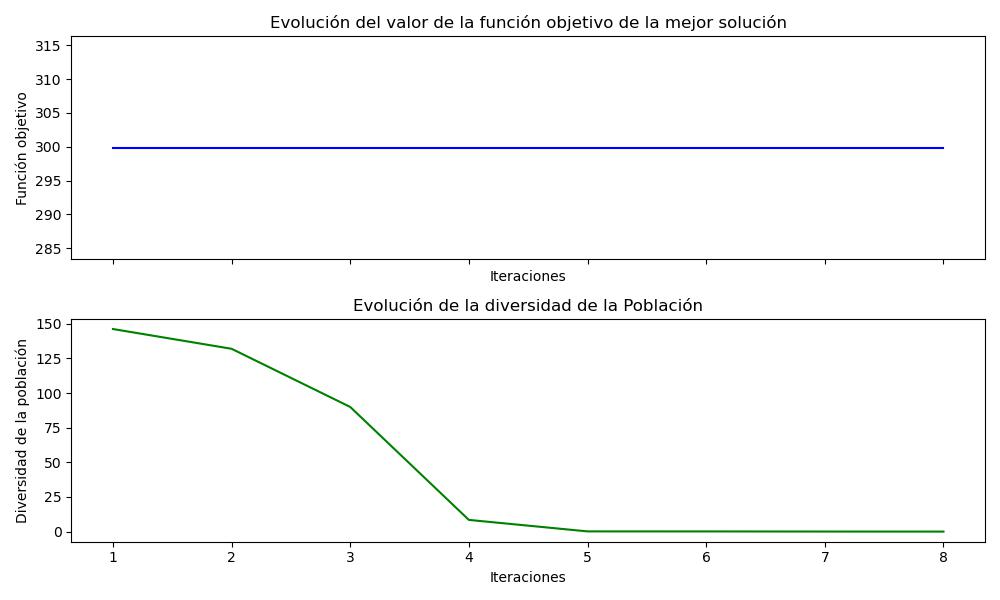 Evolución del valor de la función objetivo de la mejor solución
Función objetivo
315
310
305
300
295
290
285
Iteraciones
Evolución de la diversidad de la Población
Diversidad de la población
150
125
100
75
50
25
0
1 2 3 4 5 6 7 8
Iteraciones